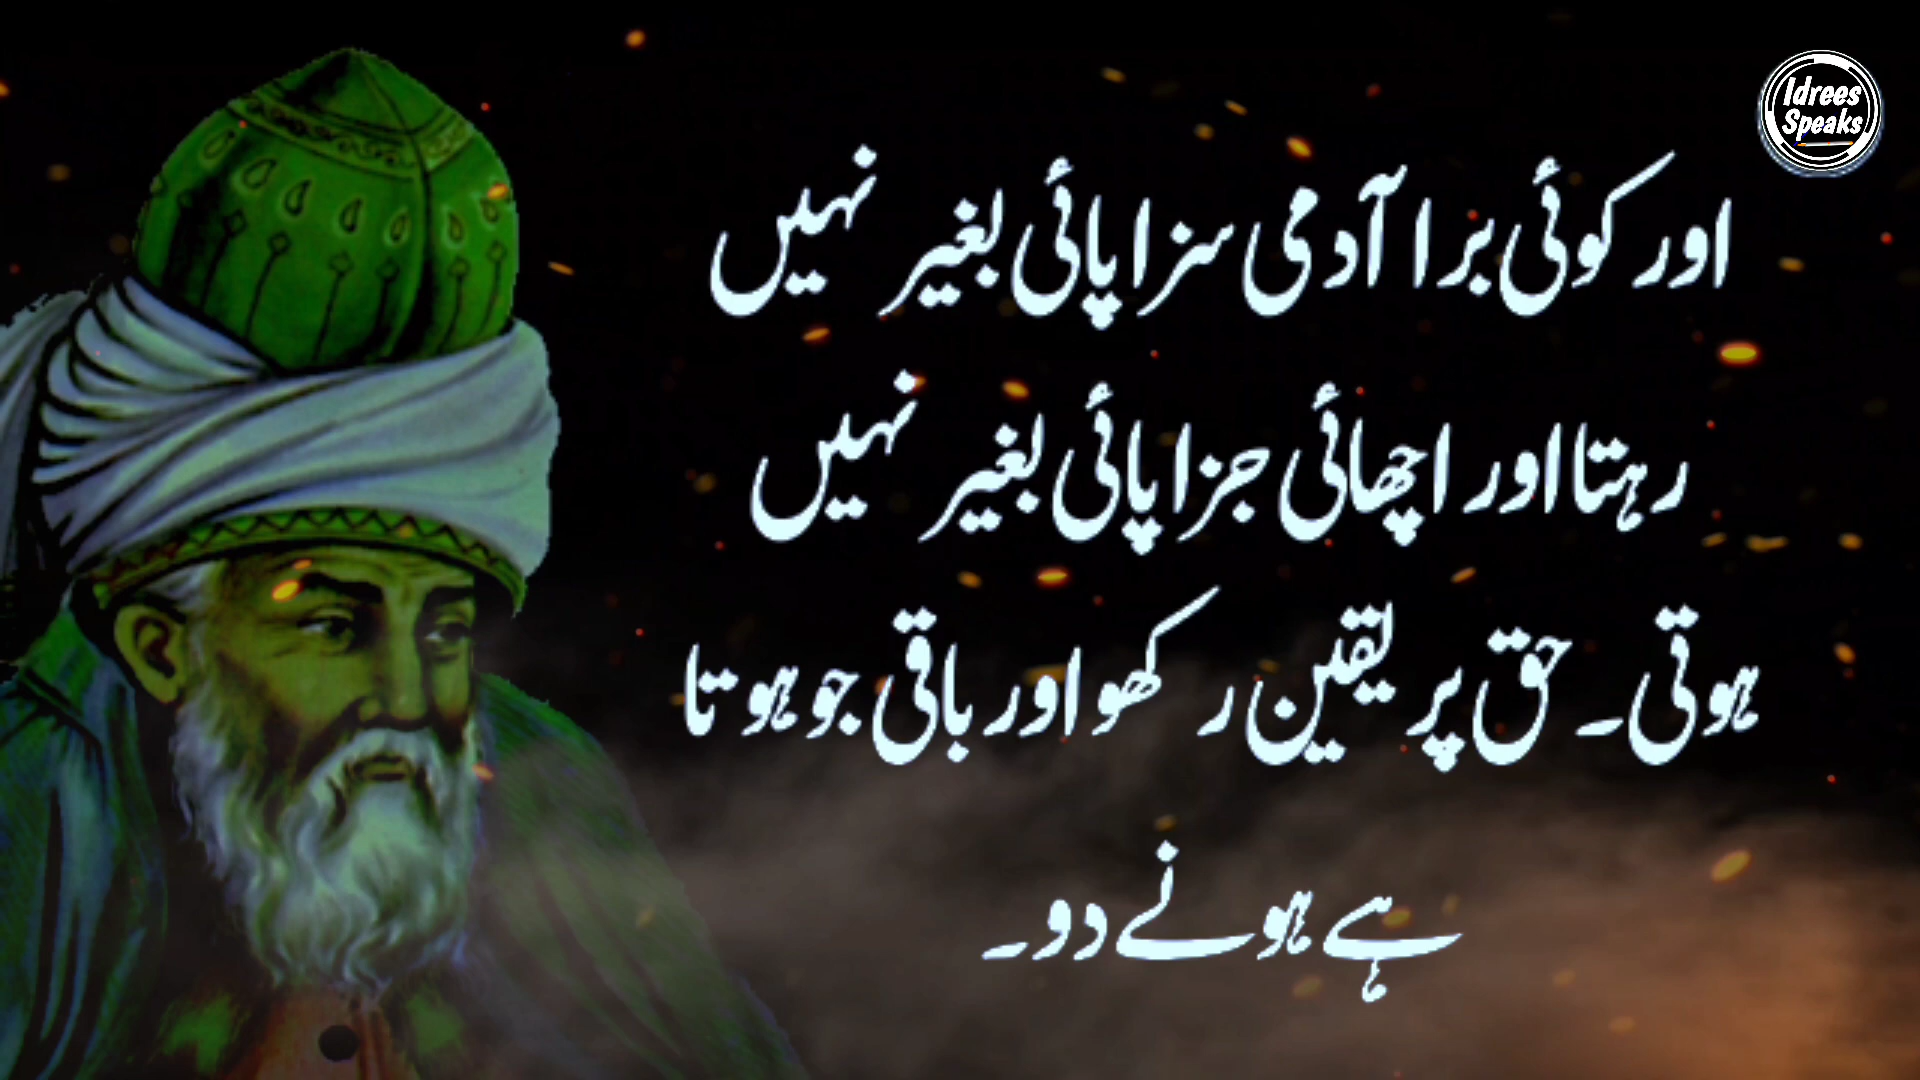 Idrees
Speaks
اور کوئی برا آدمی سزا پائی بغیر نہیں
رہتا اور اچھائی جزا پائی بغیر نہیں
ہوتی۔ حق پر یقین رکھو اور باقی جو ہوتا
ہے ہونے دو۔